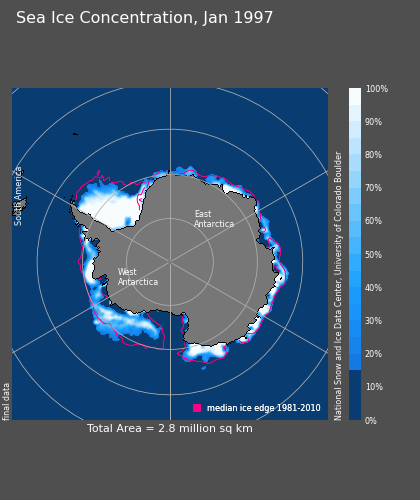 Sea Ice Concentration, Jan 1997
South America
East
Antarctica
West
Antarctica
final data
median ice edge 1981-2010
Total Area = 2.8 million sq km
National Snow and Ice Data Center, University of Colorado Boulder
100%
90%
80%
70%
60%
50%
40%
30%
20%
10%
0%